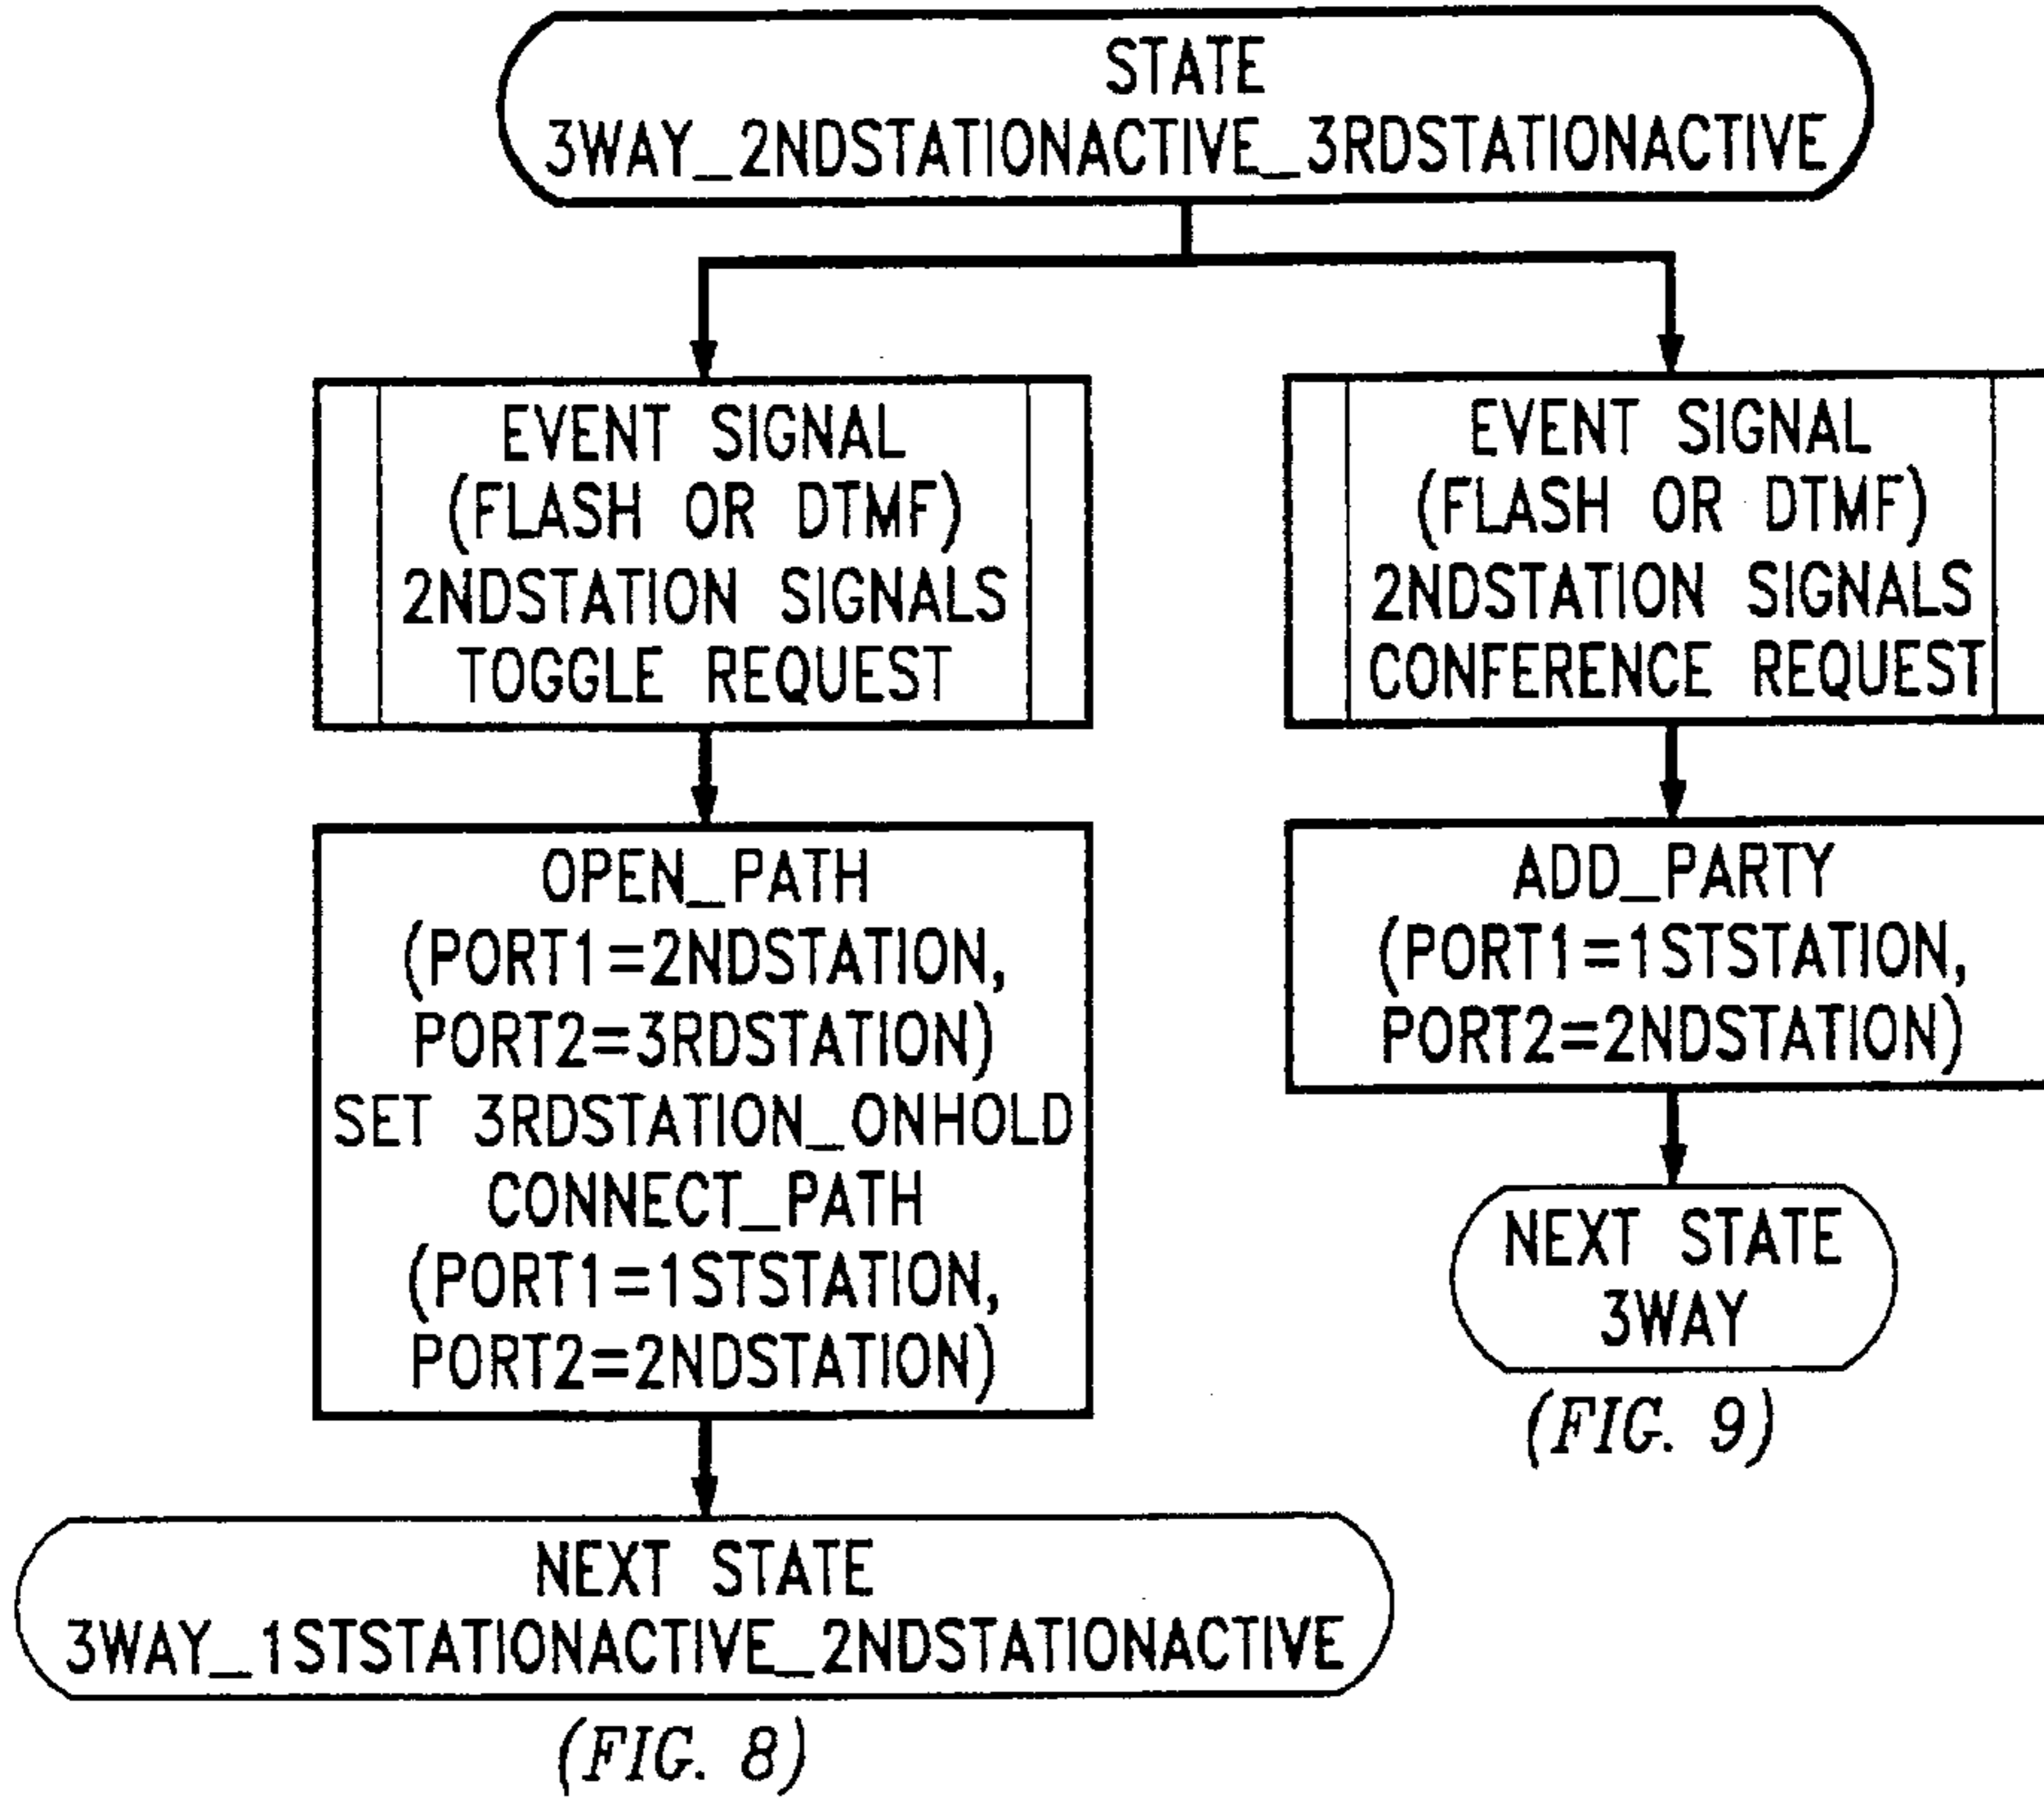 STATE
3WAY_2NDSTATIONACTIVE_3RDSTATIONACTIVE
EVENT SIGNAL
(FLASH OR DTMF)
2NDSTATION SIGNALS
TOGGLE REQUEST
OPEN_PATH
(PORT1=2NDSTATION,
PORT2=3RDSTATION)
SET 3RDSTATION_ONHOLD
CONNECT_PATH
(PORT1=1STSTATION,
PORT2=2NDSTATION)
NEXT STATE
3WAY_1STSTATIONACTIVE_2NDSTATIONACTIVE
(FIG. 8)
EVENT SIGNAL
(FLASH OR DTMF)
2NDSTATION SIGNALS
CONFERENCE REQUEST
ADD_PARTY
(PORT1=1STSTATION,
PORT2=2NDSTATION)
NEXT STATE
3WAY
(FIG. 9)